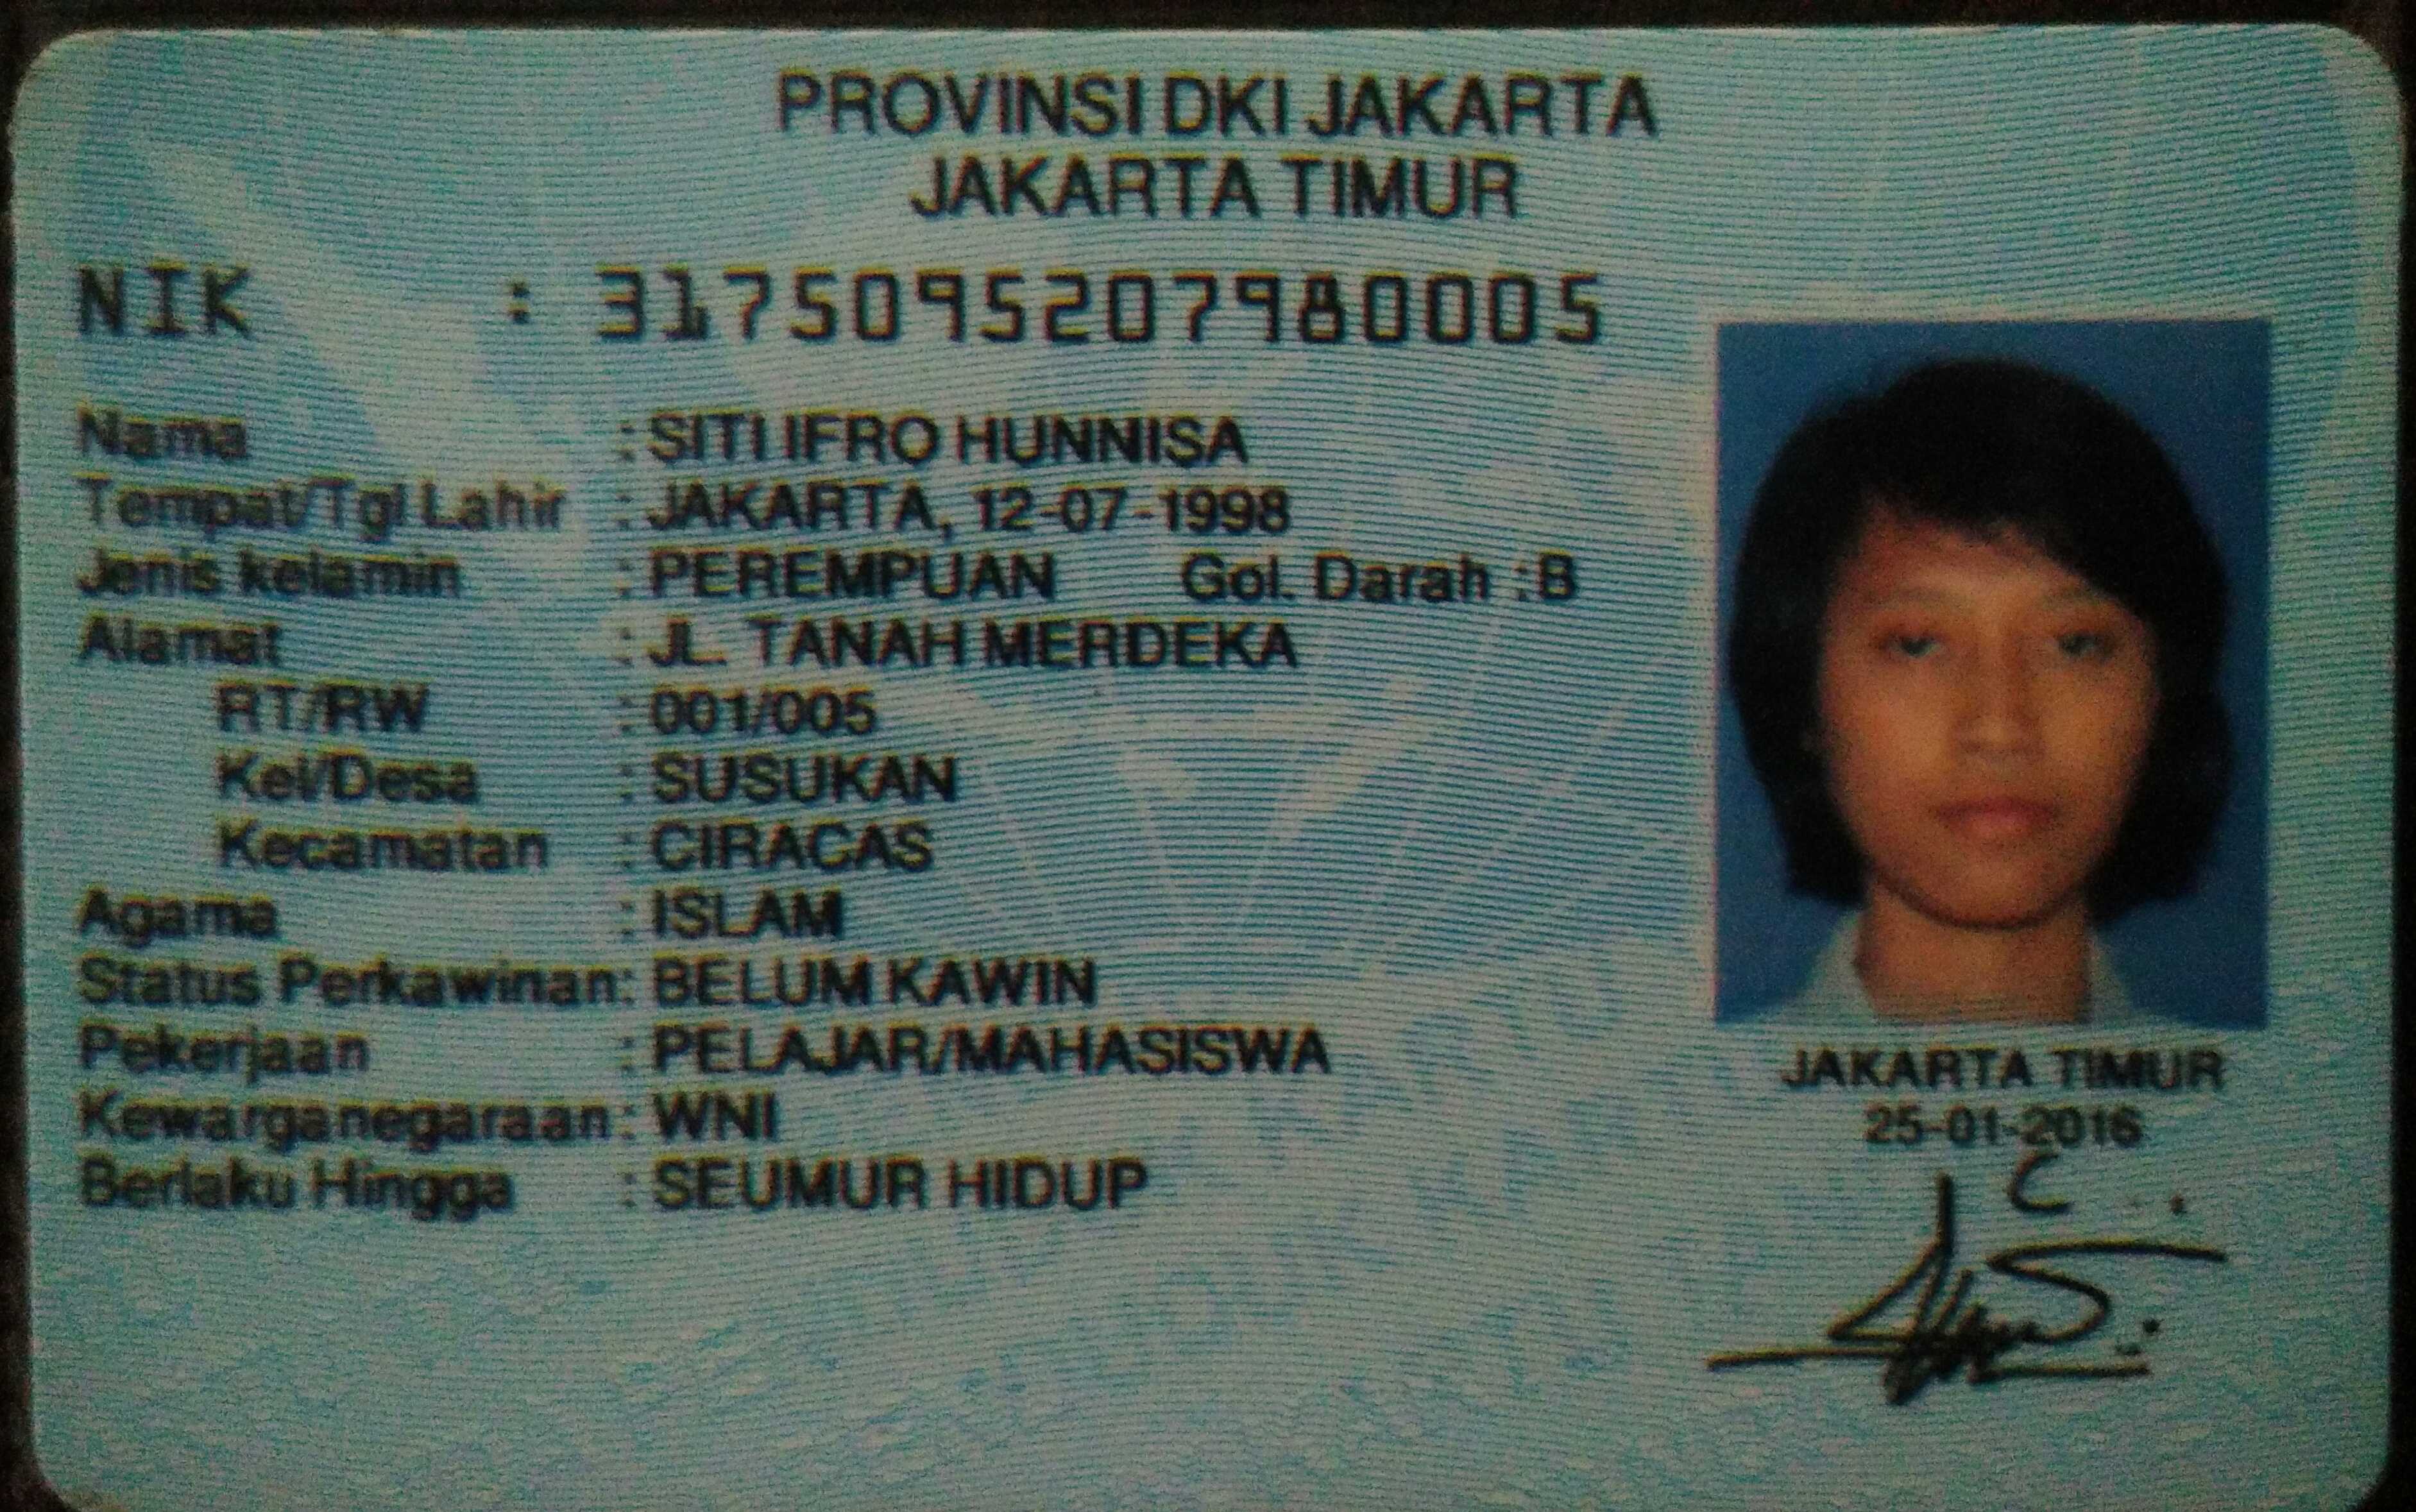 PROVINSI DKI JAKARTA
JAKARTA TIMUR
NIK : 3175095207980005
Nama : SITI IFRO HUNNISA
Tempat/Tgl Lahir : JAKARTA, 12-07-1998
Jenis kelamin : PEREMPUAN Gol. Darah :B
Alamat : JL. TANAH MERDEKA
RT/RW : 001/005
Kel/Desa : SUSUKAN
Kecamatan : CIRACAS
Agama : ISLAM
Status Perkawinan: BELUM KAWIN
Pekerjaan : PELAJAR/MAHASISWA
Kewarganegaraan: WNI
Berlaku Hingga : SEUMUR HIDUP
JAKARTA TIMUR
25-01-2016